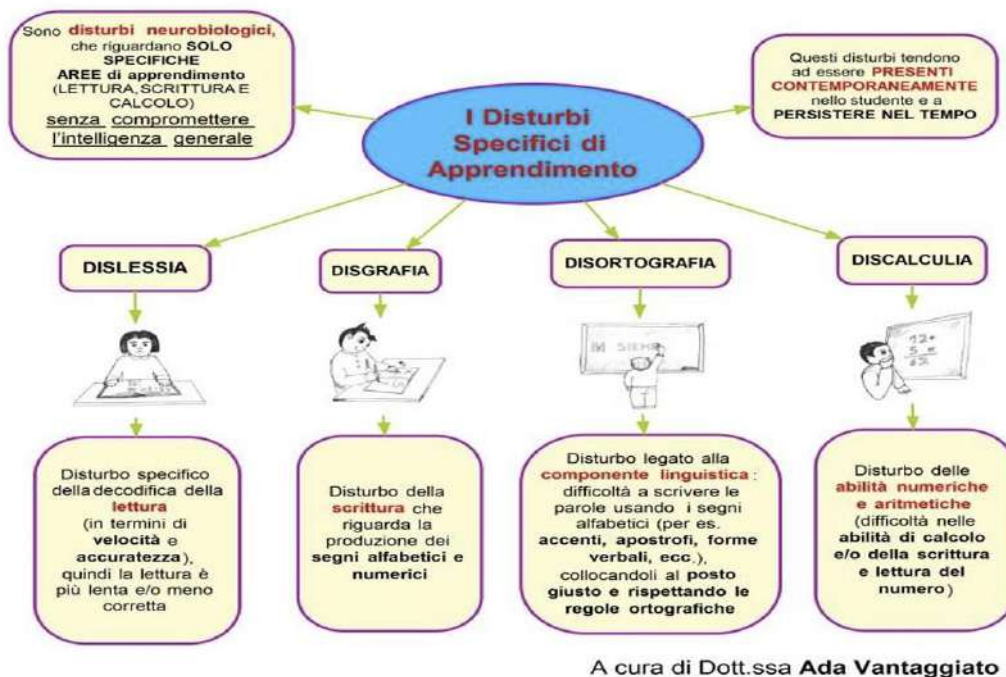 Sono disturbi neurobiologici,
che riguardano SOLO
SPECIFICHE
AREE di apprendimento
(LETTURA, SCRITTURA E
CALCOLO)
senza compromettere
l'intelligenza generale
Questi disturbi tendono
ad essere PRESENTI
CONTEMPORANEAMENTE
nello studente e a
PERSISTERE NEL TEMPO
I Disturbi
Specifici di
Apprendimento
DISLESSIA
DISGRAFIA
DISORTOGRAFIA
DISCALCULIA
12+
5 =
Disturbo specifico
della decodifica della
lettura
(in termini di
velocità e
accuratezza),
quindi la lettura è
più lenta e/o meno
corretta
Disturbo della
scrittura che
riguarda la
produzione dei
segni alfabetici e
numerici
Disturbo legato alla
componente linguistica:
difficoltà a scrivere le
parole usando i segni
alfabetici (per es.
accenti, apostrofi, forme
verbali, ecc.),
collocandoli al posto
giusto e rispettando le
regole ortografiche
Disturbo delle
abilità numeriche
e aritmetiche
(difficoltà nelle
abilità di calcolo
e/o della scrittura
e lettura del
numero)
A cura di Dott.ssa Ada Vantaggiato